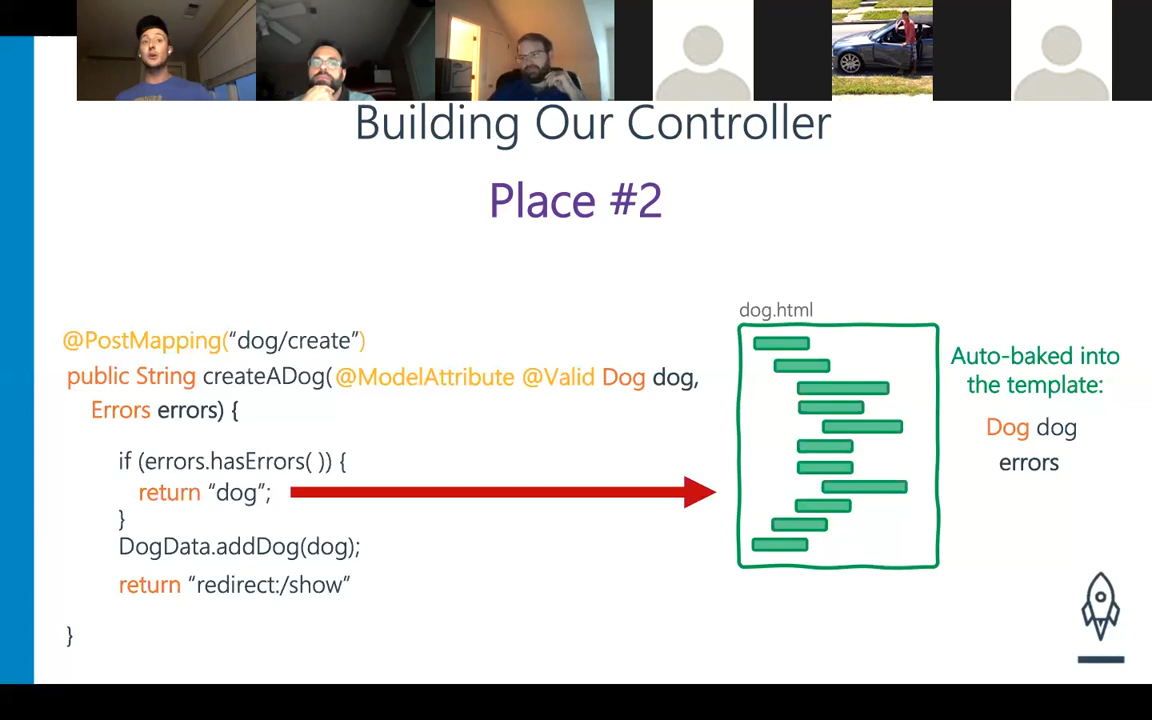 Building Our Controller
Place #2
@PostMapping(“dog/create”)
public String createADog(@ModelAttribute @Valid Dog dog,
Errors errors) {
if (errors.hasErrors( )) {
return “dog”;
}
DogData.addDog(dog);
return “redirect:/show”
}
dog.html
Auto-baked into
the template:
Dog dog
errors